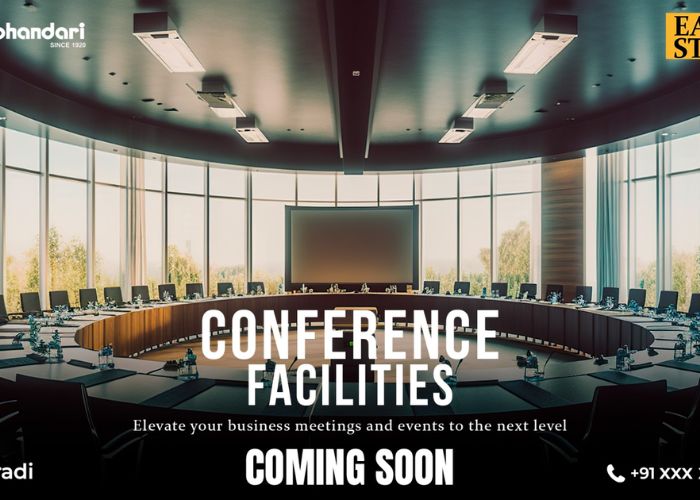 bhandari
SINCE 1920
EA
ST
CONFERENCE
FACILITIES
Elevate your business meetings and events to the next level
COMING SOON
radi
+91 XXX